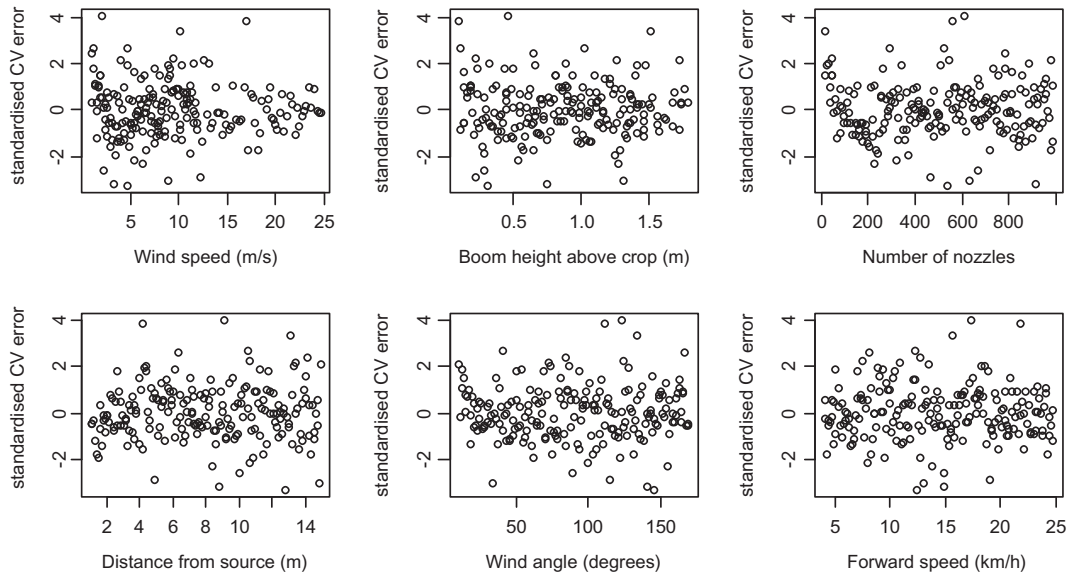 standardised CV error
4
2
0
-2
5 10 15 20 25
Wind speed (m/s)
standardised CV error
4
2
0
-2
0.5 1.0 1.5
Boom height above crop (m)
standardised CV error
4
2
0
-2
0 200 400 600 800
Number of nozzles
standardised CV error
4
2
0
-2
2 4 6 8 10 14
Distance from source (m)
standardised CV error
4
2
0
-2
50 100 150
Wind angle (degrees)
standardised CV error
4
2
0
-2
5 10 15 20 25
Forward speed (km/h)